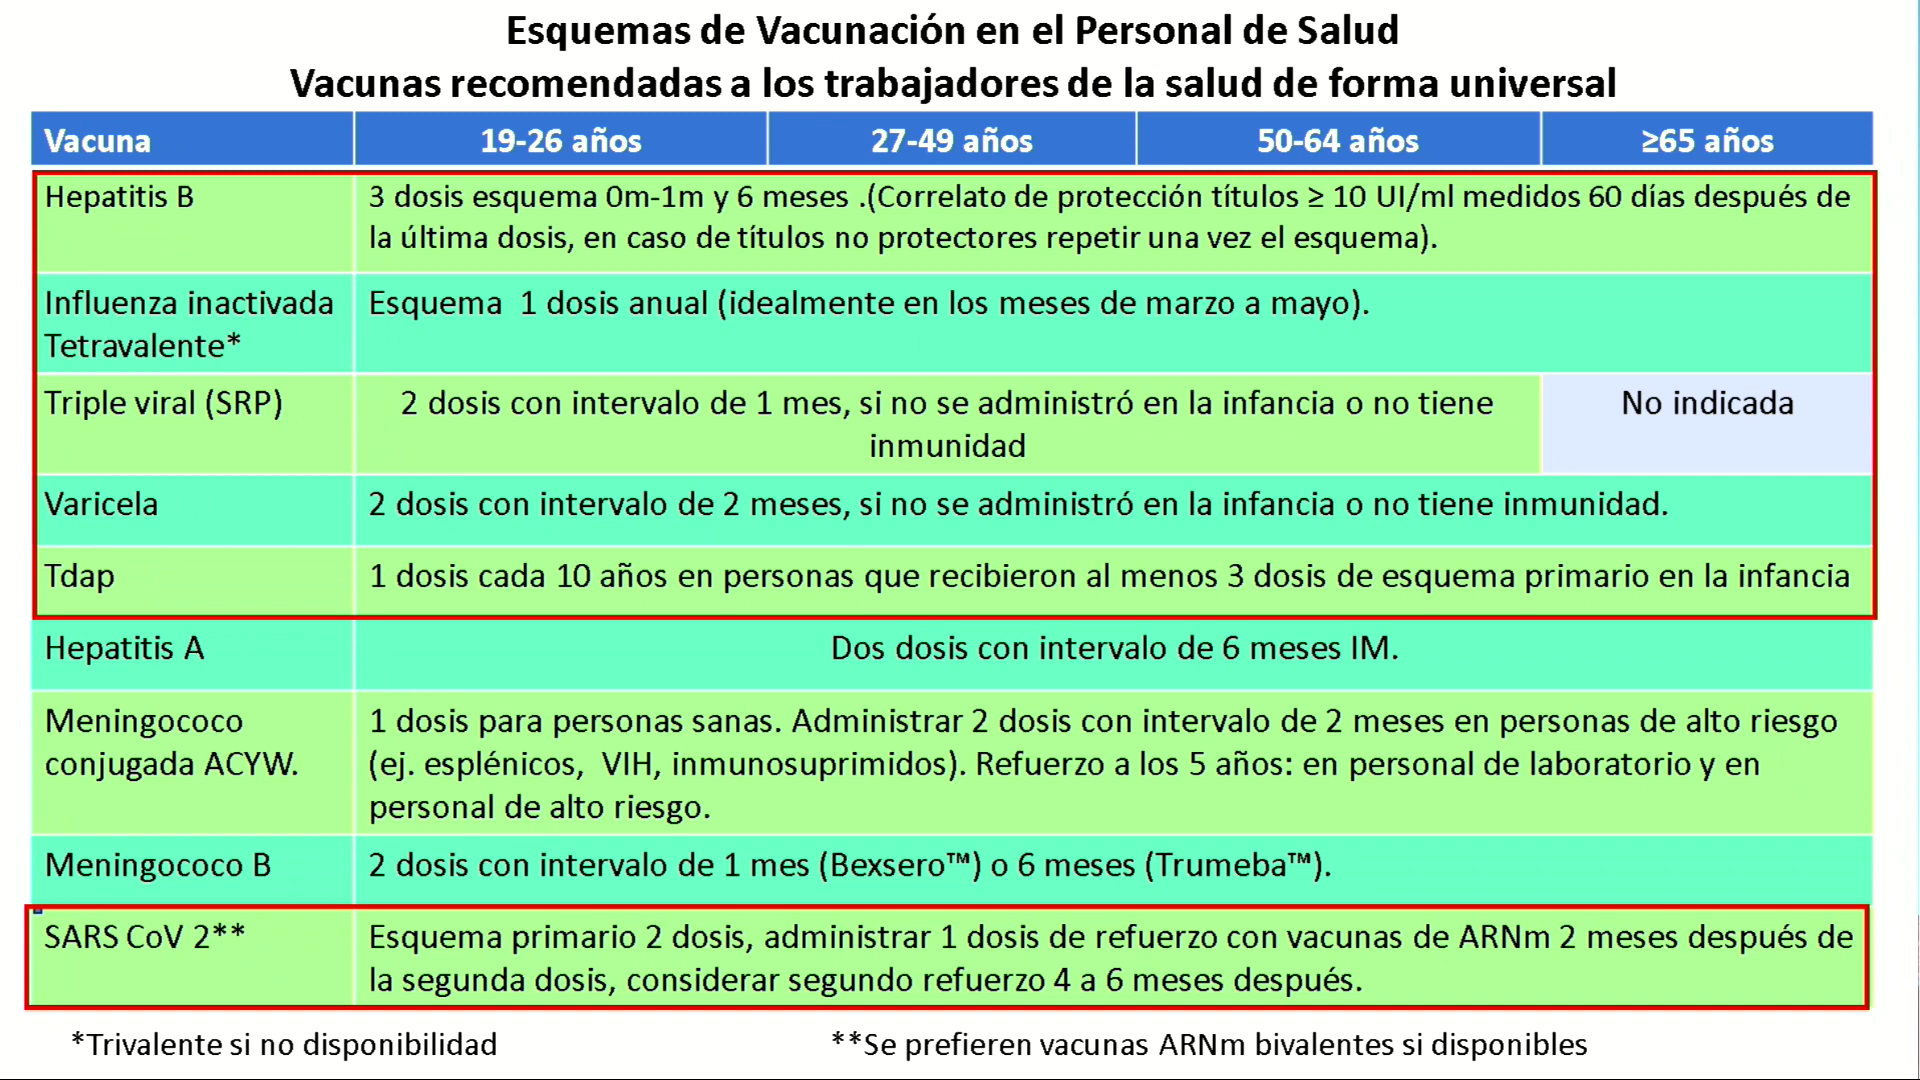 Esquemas de Vacunación en el Personal de Salud
Vacunas recomendadas a los trabajadores de la salud de forma universal
Vacuna 19-26 años 27-49 años 50-64 años ≥65 años
Hepatitis B
3 dosis esquema 0m-1m y 6 meses .(Correlato de protección títulos ≥ 10 UI/ml medidos 60 días después de
la última dosis, en caso de títulos no protectores repetir una vez el esquema).
Influenza inactivada
Tetravalente*
Esquema 1 dosis anual (idealmente en los meses de marzo a mayo).
Triple viral (SRP)
2 dosis con intervalo de 1 mes, si no se administró en la infancia o no tiene
inmunidad
No indicada
Varicela
2 dosis con intervalo de 2 meses, si no se administró en la infancia o no tiene inmunidad.
Tdap
1 dosis cada 10 años en personas que recibieron al menos 3 dosis de esquema primario en la infancia
Hepatitis A
Dos dosis con intervalo de 6 meses IM.
Meningococo
conjugada ACYW.
1 dosis para personas sanas. Administrar 2 dosis con intervalo de 2 meses en personas de alto riesgo
(ej. esplénicos, VIH, inmunosuprimidos). Refuerzo a los 5 años: en personal de laboratorio y en
personal de alto riesgo.
Meningococo B
2 dosis con intervalo de 1 mes (Bexsero™) o 6 meses (Trumeba™).
SARS CoV 2**
Esquema primario 2 dosis, administrar 1 dosis de refuerzo con vacunas de ARNm 2 meses después de
la segunda dosis, considerar segundo refuerzo 4 a 6 meses después.
*Trivalente si no disponibilidad
**Se prefieren vacunas ARNm bivalentes si disponibles